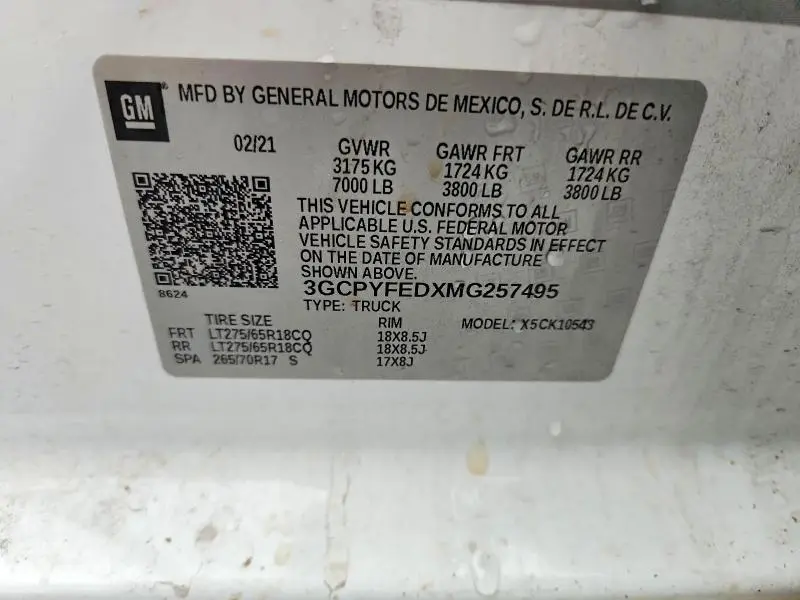 GM® MFD BY GENERAL MOTORS DE MEXICO, S. DE R.L. DE C.V.
02/21 GVWR GAWR FRT GAWR RR
3175 KG 1724 KG 1724 KG
7000 LB 3800 LB 3800 LB
THIS VEHICLE CONFORMS TO ALL
APPLICABLE U.S. FEDERAL MOTOR
VEHICLE SAFETY STANDARDS IN EFFECT
ON THE DATE OF MANUFACTURE
SHOWN ABOVE.
8624 3GCPYFEDXMG257495
TYPE: TRUCK
TIRE SIZE RIM MODEL: X5CK10543
FRT LT275/65R18CQ 18X8.5J
RR LT275/65R18CQ 18X8.5J
SPA 265/70R17 S 17X8J